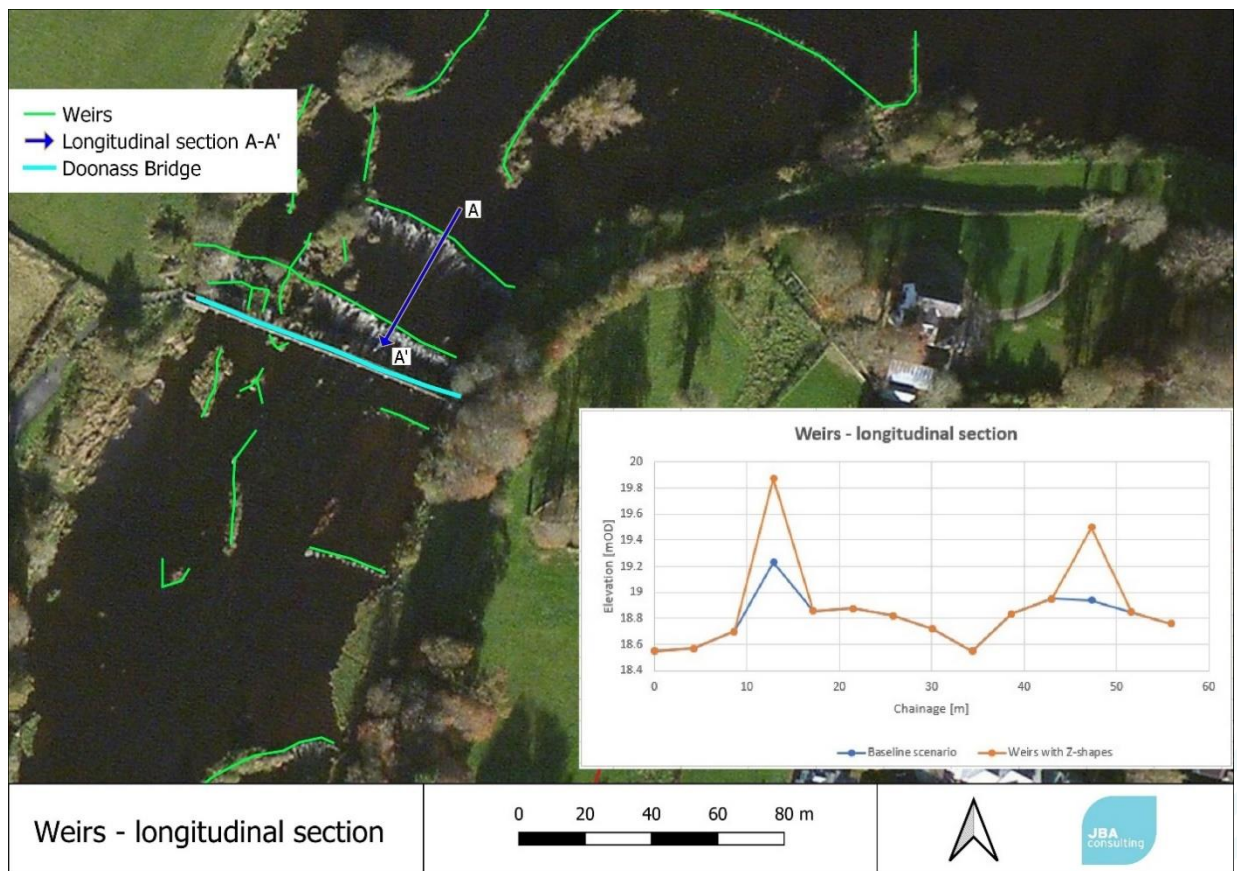 Weirs
Longitudinal section A-A'
Doonass Bridge
A
A'
Weirs - longitudinal section
20
19.8
19.6
19.4
19.2
19
18.8
18.6
18.4
Elevation [mOD]
0 10 20 30 40 50 60
Chainage [m]
Baseline scenario Weirs with Z-shapes
Weirs - longitudinal section
0 20 40 60 80 m
JBA
consulting